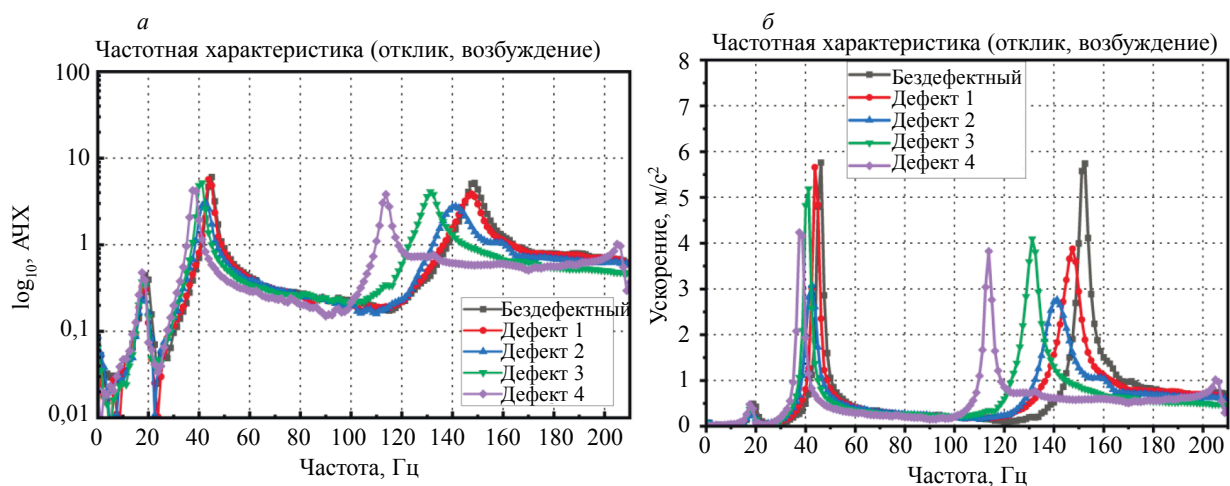 а
Частотная характеристика (отклик, возбуждение)
100
10
1
0,1
0,01
log10, АЧХ
Бездефектный
Дефект 1
Дефект 2
Дефект 3
Дефект 4
0 20 40 60 80 100 120 140 160 180 200
Частота, Гц
б
Частотная характеристика (отклик, возбуждение)
8
7
6
5
4
3
2
1
0
Ускорение, м/с²
Бездефектный
Дефект 1
Дефект 2
Дефект 3
Дефект 4
0 20 40 60 80 100 120 140 160 180 200
Частота, Гц